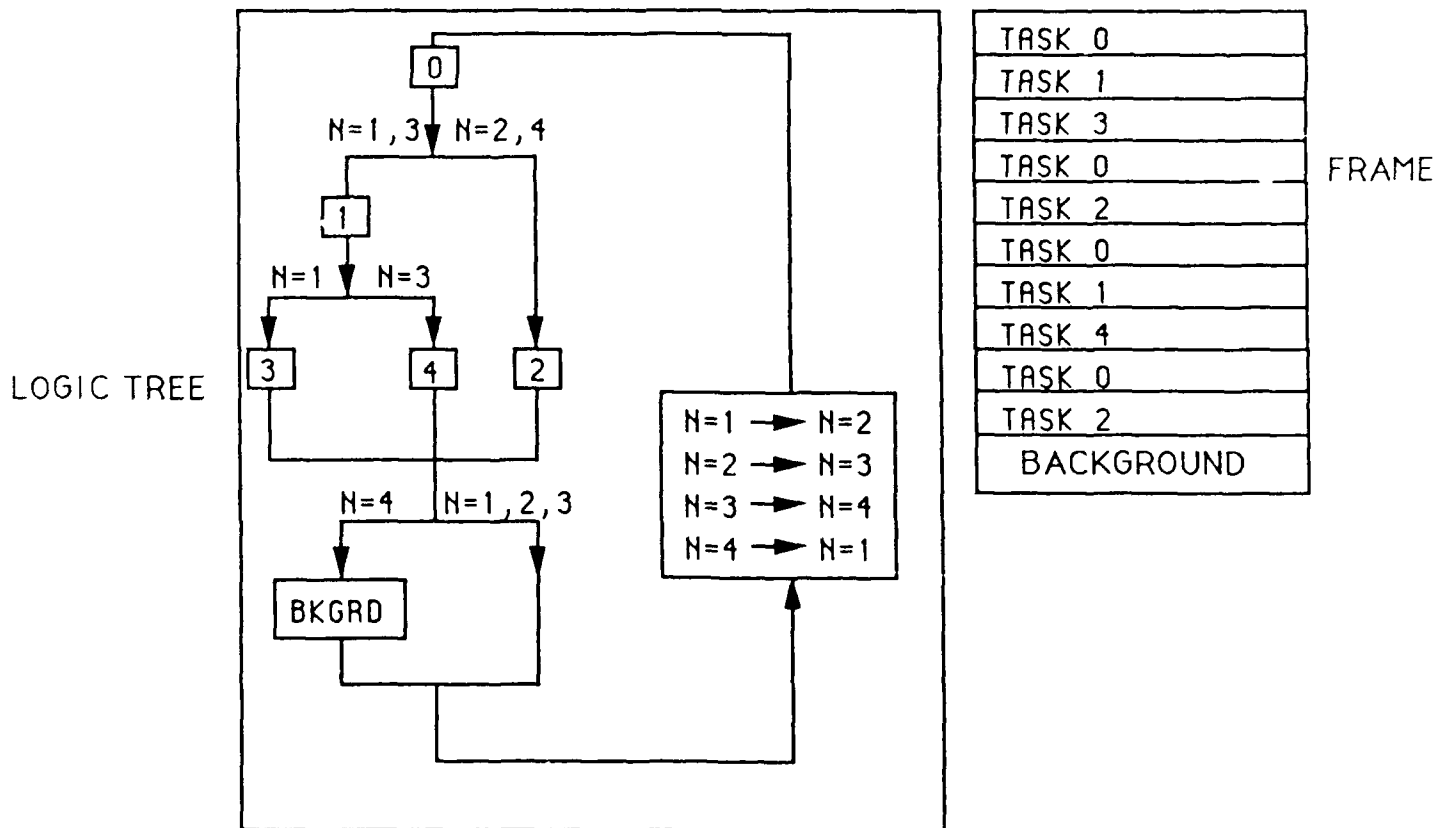 LOGIC TREE
0
N=1,3 N=2,4
1
N=1 N=3
3 4 2
N=4 N=1,2,3
BKGRD
N=1 N=2
N=2 N=3
N=3 N=4
N=4 N=1
TASK 0
TASK 1
TASK 3
TASK 0
TASK 2
TASK 0
TASK 1
TASK 4
TASK 0
TASK 2
BACKGROUND
FRAME